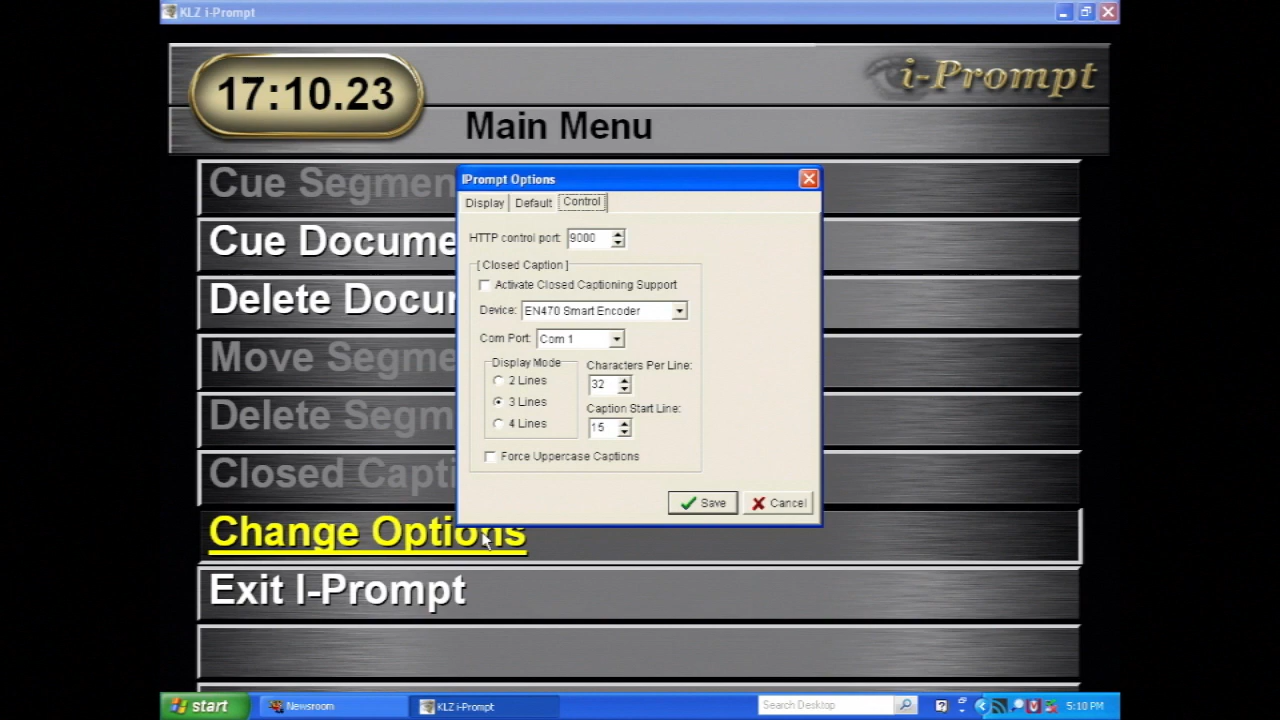 KLZ i-Prompt
17:10.23
i-Prompt
Main Menu
Cue Segmen
Cue Docume
Delete Docu
Move Segme
Delete Segm
Closed Capti
Change Options
Exit I-Prompt
IPrompt Options
Display Default Control
HTTP control port: 9000
[ Closed Caption ]
Activate Closed Captioning Support
Device: EN470 Smart Encoder
Com Port: Com 1
Display Mode
2 Lines
3 Lines
4 Lines
Characters Per Line:
32
Caption Start Line:
15
Force Uppercase Captions
Save Cancel
start Newsroom KLZ i-Prompt Search Desktop 5:10 PM